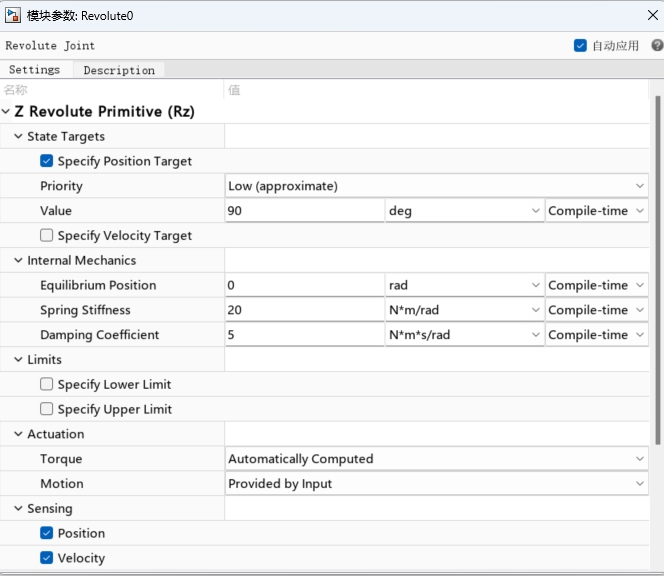 模块参数: Revolute0
Revolute Joint
自动应用
Settings Description
名称 值
Z Revolute Primitive (Rz)
State Targets
Specify Position Target
Priority Low (approximate)
Value 90 deg Compile-time
Specify Velocity Target
Internal Mechanics
Equilibrium Position 0 rad Compile-time
Spring Stiffness 20 N*m/rad Compile-time
Damping Coefficient 5 N*m*s/rad Compile-time
Limits
Specify Lower Limit
Specify Upper Limit
Actuation
Torque Automatically Computed
Motion Provided by Input
Sensing
Position
Velocity